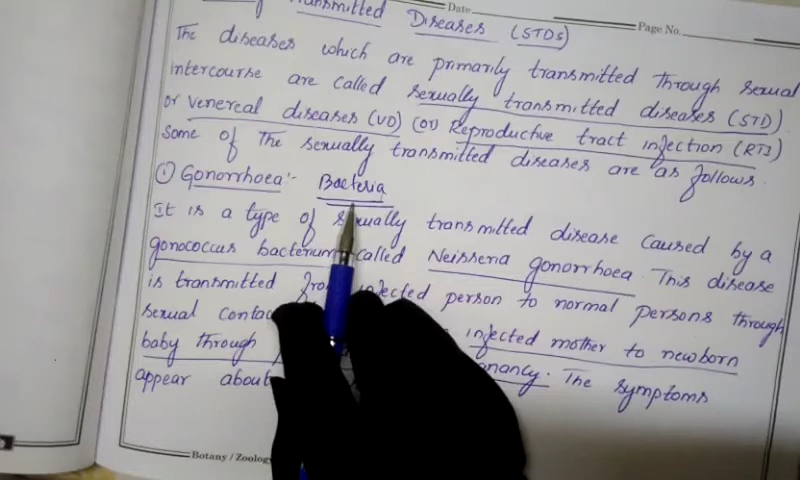 Date
Page No.
Transmitted Diseases (STDs)
The diseases which are primarily transmitted through sexual
intercourse are called sexually transmitted diseases (STD)
or venereal diseases (VD) (or) Reproductive tract infection (RTI)
Some of the sexually transmitted diseases are as follows.
① Gonorrhoea:- Bacteria
It is a type of sexually transmitted disease caused by a
gonococcus bacterium called Neisseria gonorrhoea. This disease
is transmitted from infected person to normal persons through
sexual infected mother to newborn
baby through The symptoms
appear about
Botany / Zoology